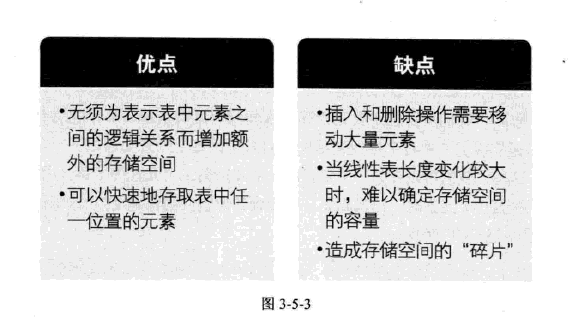 优点
•无须为表示表中元素之
间的逻辑关系而增加额
外的存储空间
•可以快速地存取表中任
一位置的元素
缺点
•插入和删除操作需要移
动大量元素
•当线性表长度变化较大
时，难以确定存储空间
的容量
•造成存储空间的“碎片”
图 3-5-3